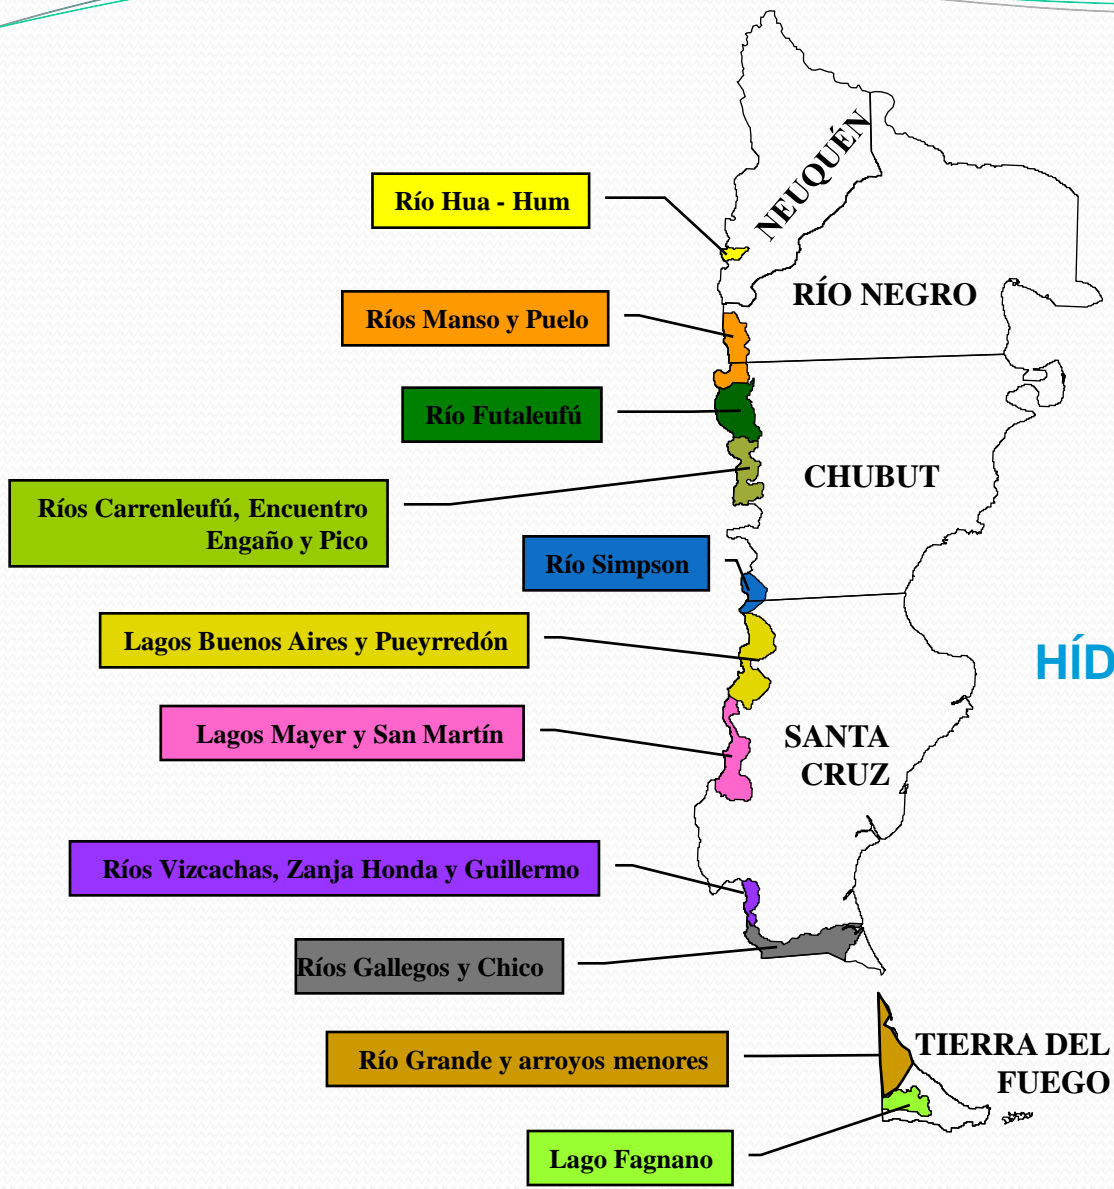 NEUQUÉN
Río Hua - Hum
RÍO NEGRO
Ríos Manso y Puelo
Río Futaleufú
CHUBUT
Ríos Carrenleufú, Encuentro
Engaño y Pico
Río Simpson
Lagos Buenos Aires y Pueyrredón
HÍD
Lagos Mayer y San Martín
SANTA
CRUZ
Ríos Vizcachas, Zanja Honda y Guillermo
Ríos Gallegos y Chico
Río Grande y arroyos menores
TIERRA DEL
FUEGO
Lago Fagnano